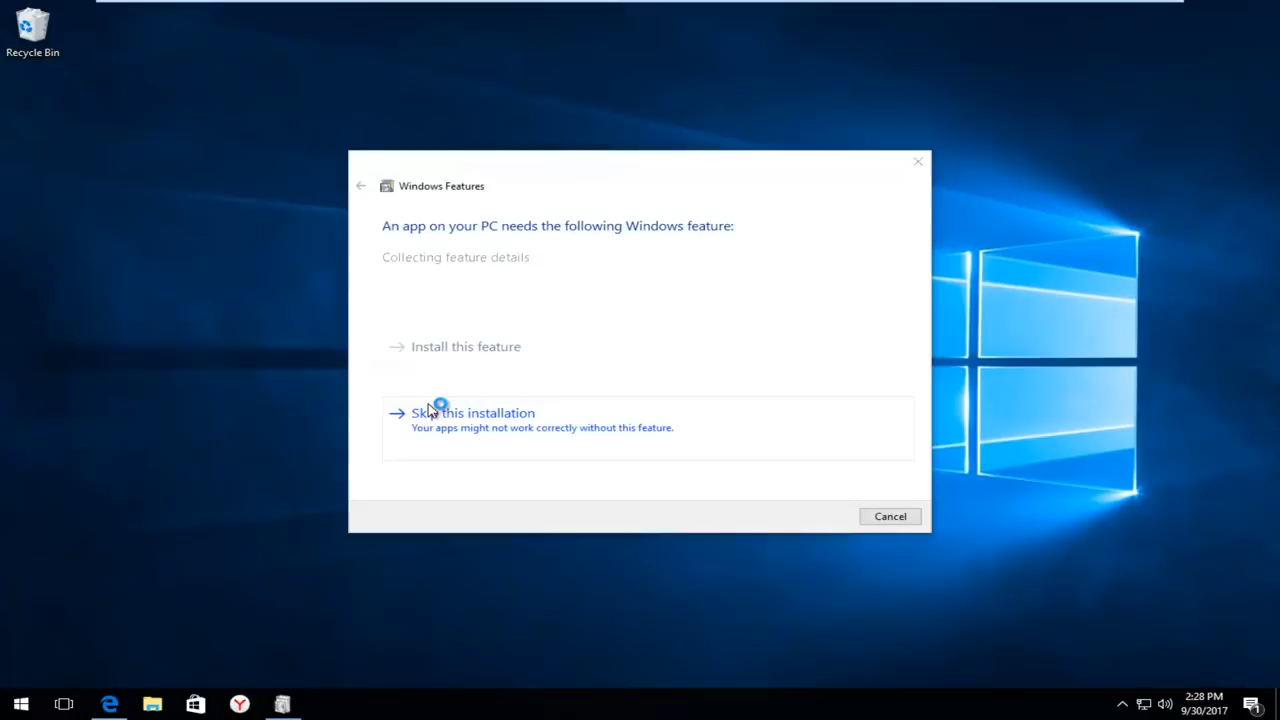 Recycle Bin
Windows Features
An app on your PC needs the following Windows feature:
Collecting feature details
Install this feature
Skip this installation
Your apps might not work correctly without this feature.
Cancel
2:28 PM
9/30/2017
1